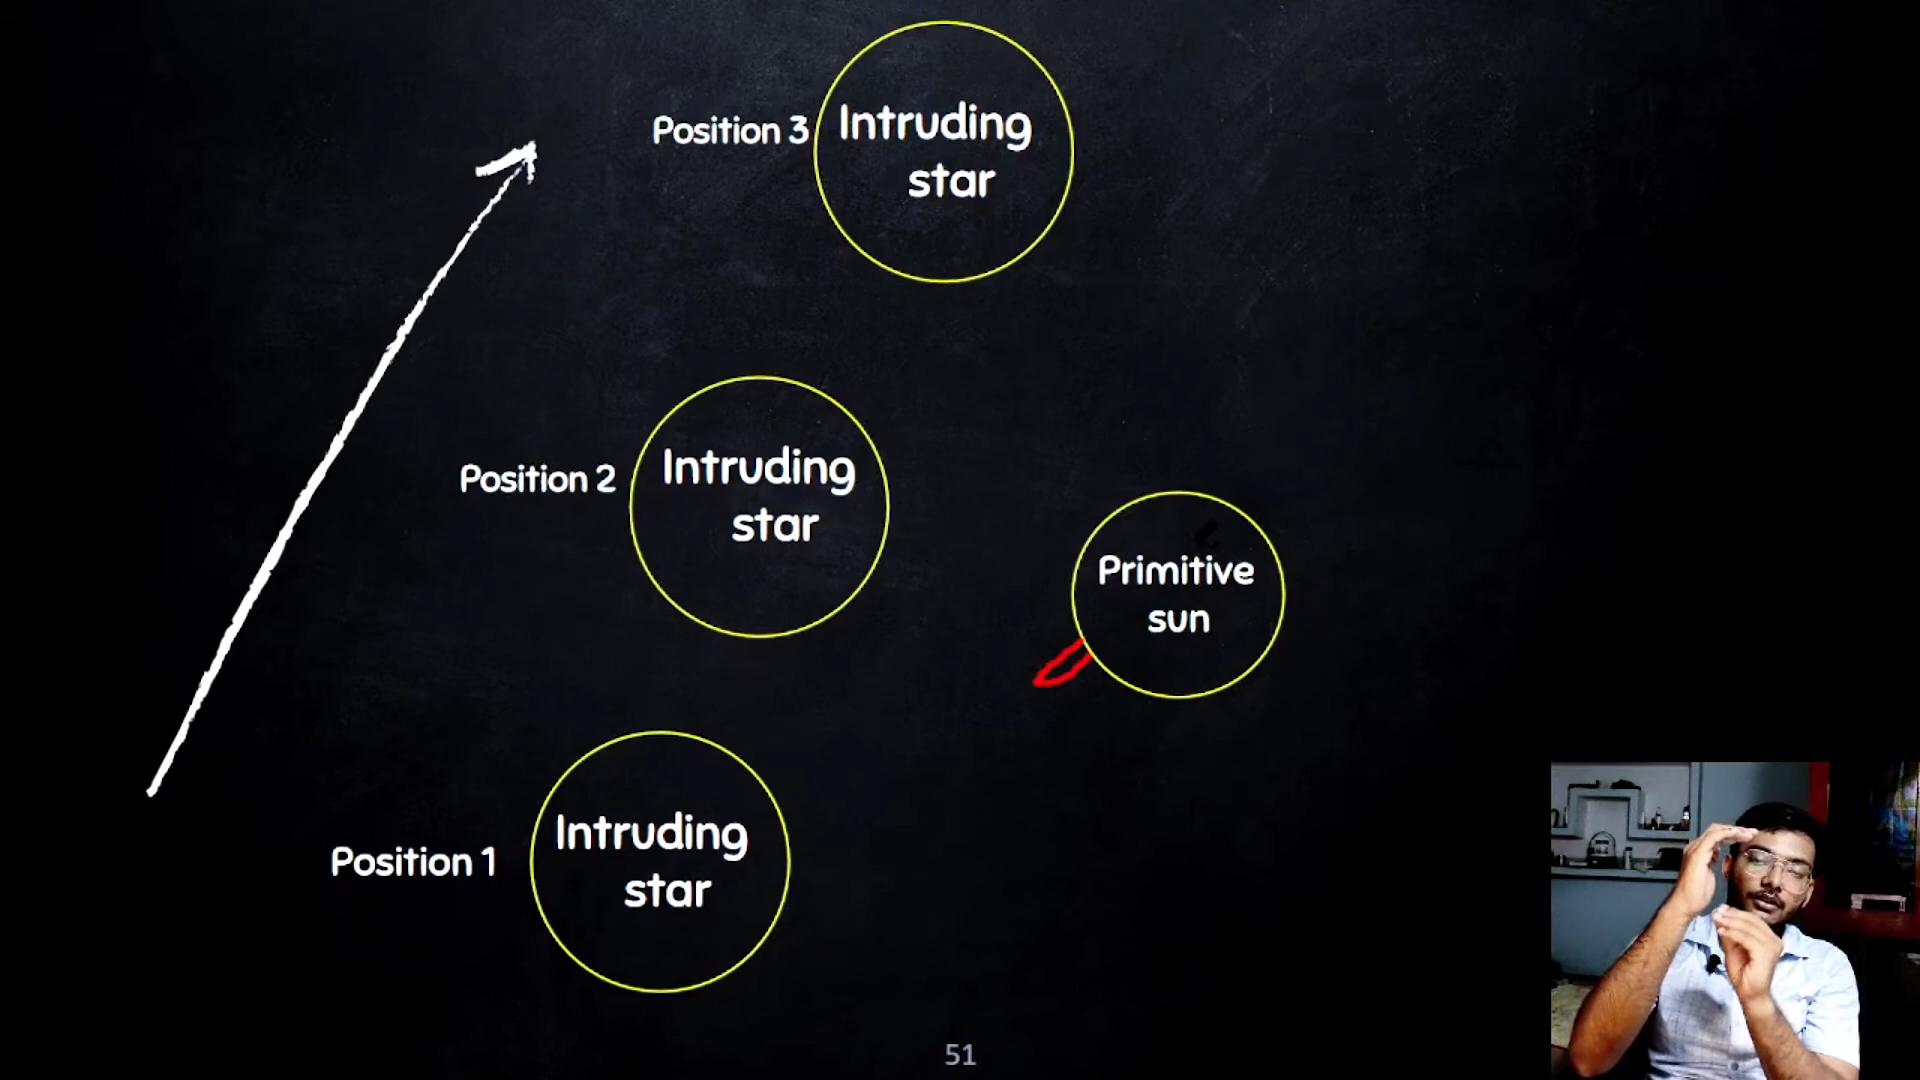 Position 3
Intruding
star
Position 2
Intruding
star
Primitive
sun
Position 1
Intruding
star
51